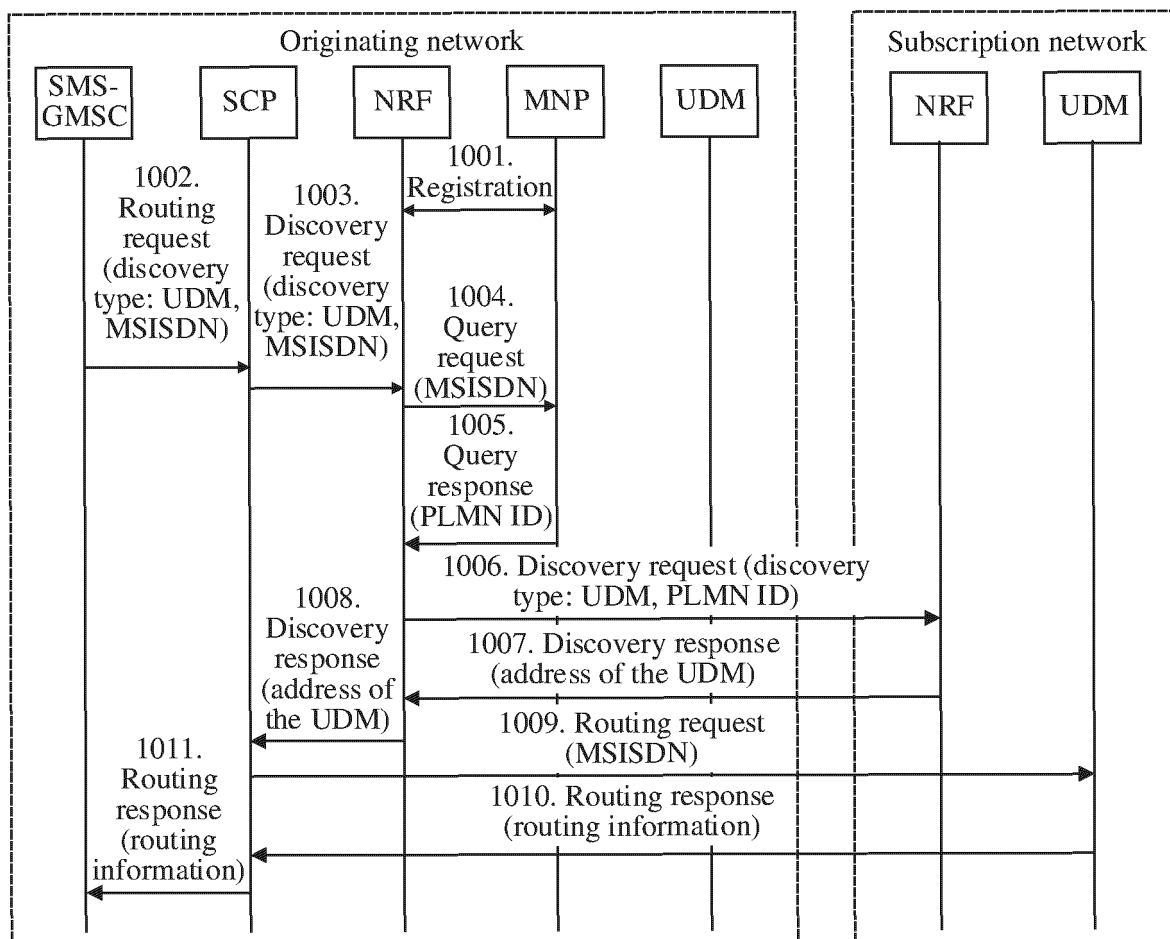 Originating network
Subscription network
SMS-
GMSC
SCP
NRF
MNP
UDM
NRF
UDM
1001.
Registration
1002.
Routing
request
(discovery
type: UDM,
MSISDN)
1003.
Discovery
request
(discovery
type: UDM,
MSISDN)
1004.
Query
request
(MSISDN)
1005.
Query
response
(PLMN ID)
1006. Discovery request (discovery
type: UDM, PLMN ID)
1007. Discovery response
(address of the UDM)
1008.
Discovery
response
(address of
the UDM)
1009. Routing request
(MSISDN)
1010. Routing response
(routing information)
1011.
Routing
response
(routing
information)